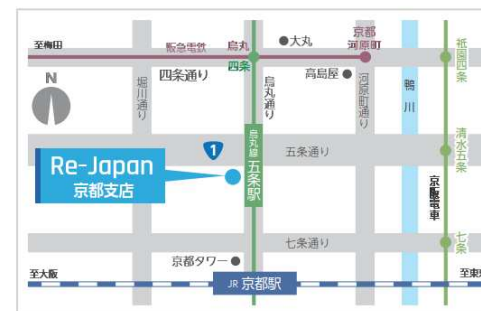 至梅田
阪急電鉄
烏丸
大丸
京都
河原町
祇園四条
四条
四条通り
高島屋
N
堀川通り
烏丸通り
河原町通り
鴨川
1
烏丸線 五条駅
五条通り
清水五条
Re-Japan
京都支店
京阪電車
七条通り
七条
京都タワー
至大阪
JR 京都駅